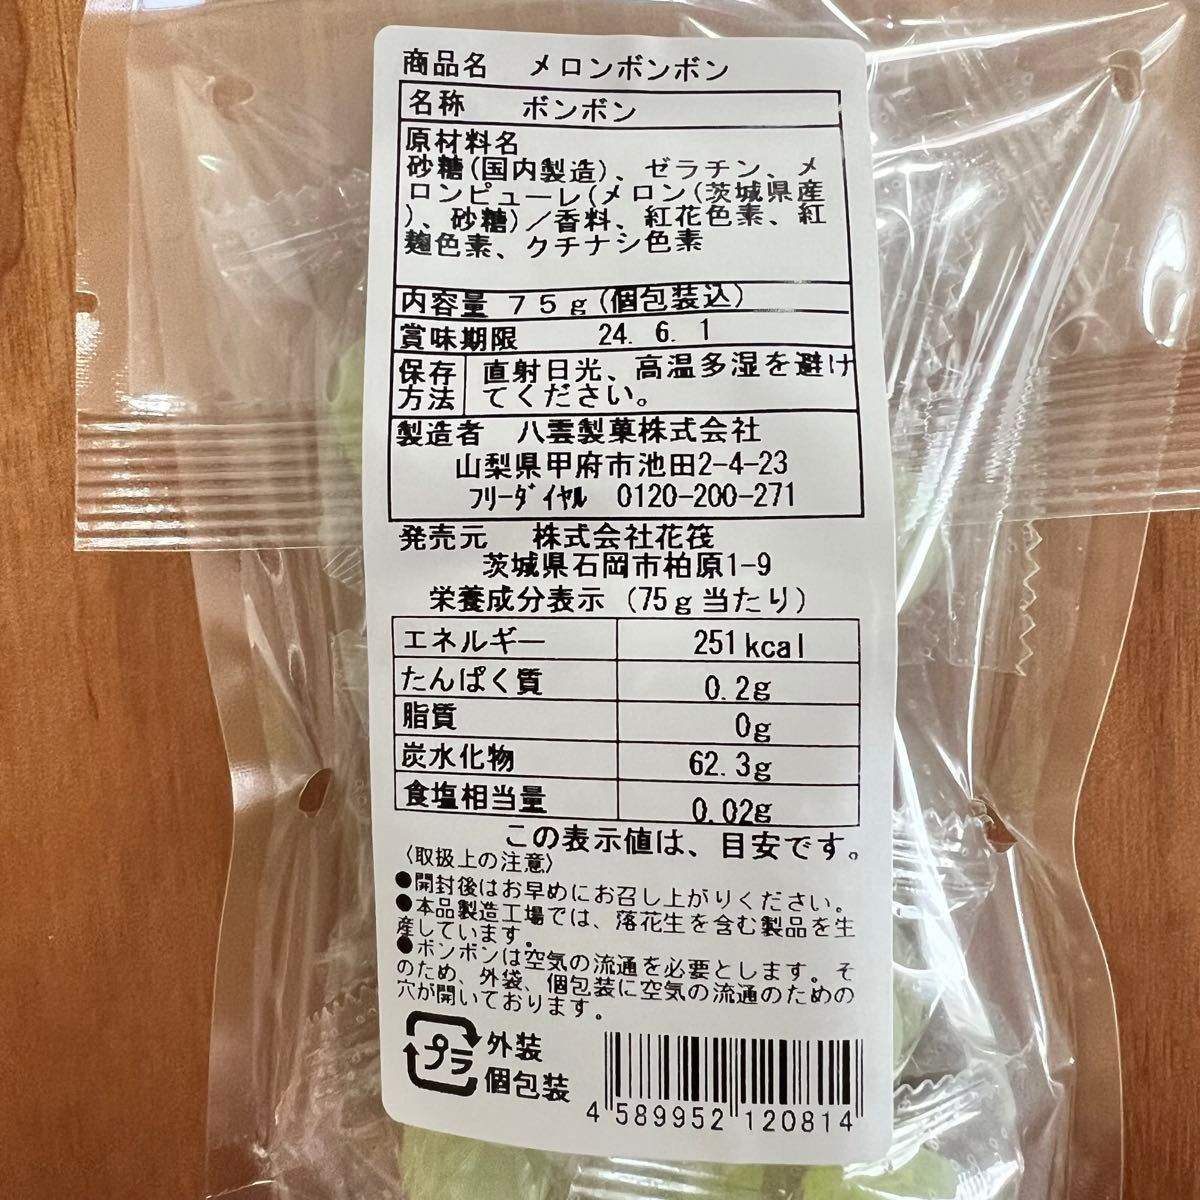 商品名 メロンボンボン
名称 ボンボン
原材料名
砂糖(国内製造)、ゼラチン、メ
ロンピューレ(メロン(茨城県産
)、砂糖)/香料、紅花色素、紅
麹色素、クチナシ色素
内容量 75g(個包装込)
賞味期限 24. 6. 1
保存方法 直射日光、高温多湿を避け
てください。
製造者 八雲製菓株式会社
山梨県甲府市池田2-4-23
フリーダイヤル 0120-200-271
発売元 株式会社花筏
茨城県石岡市柏原1-9
栄養成分表示(75g当たり)
エネルギー 251kcal
たんぱく質 0.2g
脂質 0g
炭水化物 62.3g
食塩相当量 0.02g
この表示値は、目安です。
〈取扱上の注意〉
●開封後はお早めにお召し上がりください。
●本品製造工場では、落花生を含む製品を生
産しています。
●ボンボンは空気の流通を必要とします。そ
のため、外袋、個包装に空気の流通のための
穴が開いております。
プラ 外装
個包装
4 589952 120814